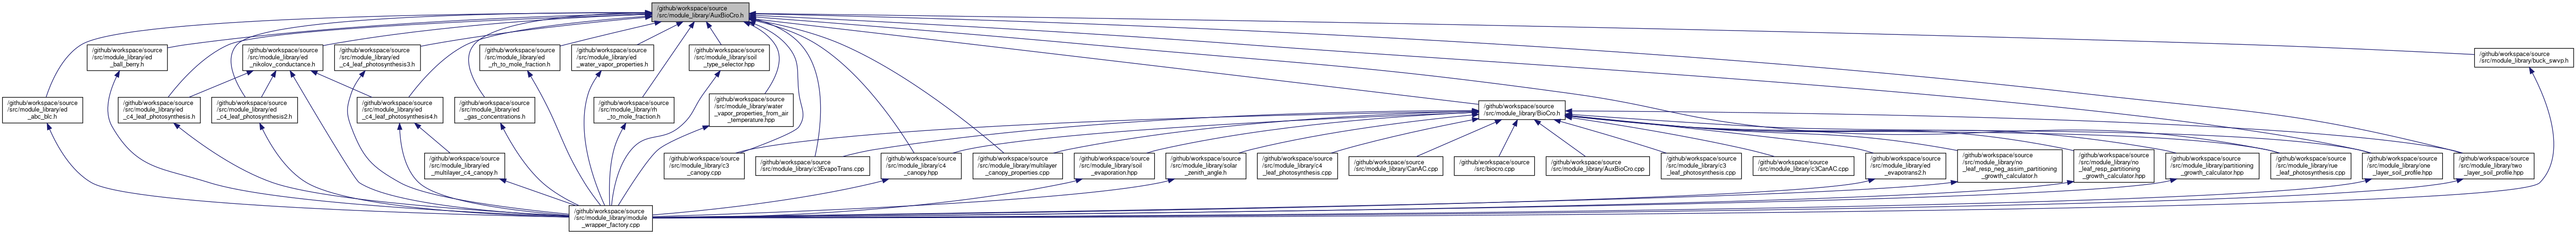 /github/workspace/source
/src/module_library/AuxBioCro.h
/github/workspace/source
/src/module_library/ed
_ball_berry.h
/github/workspace/source
/src/module_library/ed
_nikolov_conductance.h
/github/workspace/source
/src/module_library/ed
_c4_leaf_photosynthesis3.h
/github/workspace/source
/src/module_library/ed
_rh_to_mole_fraction.h
/github/workspace/source
/src/module_library/ed
_water_vapor_properties.h
/github/workspace/source
/src/module_library/soil
_type_selector.hpp
/github/workspace/source
/src/module_library/buck_swvp.h
/github/workspace/source
/src/module_library/ed
_abc_blc.h
/github/workspace/source
/src/module_library/ed
_c4_leaf_photosynthesis.h
/github/workspace/source
/src/module_library/ed
_c4_leaf_photosynthesis2.h
/github/workspace/source
/src/module_library/ed
_c4_leaf_photosynthesis4.h
/github/workspace/source
/src/module_library/ed
_gas_concentrations.h
/github/workspace/source
/src/module_library/rh
_to_mole_fraction.h
/github/workspace/source
/src/module_library/water
_vapor_properties_from_air
_temperature.hpp
/github/workspace/source
/src/module_library/BioCro.h
/github/workspace/source
/src/module_library/ed
_multilayer_c4_canopy.h
/github/workspace/source
/src/module_library/c3
_canopy.cpp
/github/workspace/source
/src/module_library/c3EvapoTrans.cpp
/github/workspace/source
/src/module_library/c4
_canopy.hpp
/github/workspace/source
/src/module_library/multilayer
_canopy_properties.cpp
/github/workspace/source
/src/module_library/soil
_evaporation.hpp
/github/workspace/source
/src/module_library/solar
_zenith_angle.h
/github/workspace/source
/src/module_library/c4
_leaf_photosynthesis.cpp
/github/workspace/source
/src/module_library/CanAC.cpp
/github/workspace/source
/src/biocro.cpp
/github/workspace/source
/src/module_library/AuxBioCro.cpp
/github/workspace/source
/src/module_library/c3
_leaf_photosynthesis.cpp
/github/workspace/source
/src/module_library/c3CanAC.cpp
/github/workspace/source
/src/module_library/ed
_evapotrans2.h
/github/workspace/source
/src/module_library/no
_leaf_resp_neg_assim_partitioning
_growth_calculator.h
/github/workspace/source
/src/module_library/no
_leaf_resp_partitioning
_growth_calculator.hpp
/github/workspace/source
/src/module_library/partitioning
_growth_calculator.hpp
/github/workspace/source
/src/module_library/rue
_leaf_photosynthesis.cpp
/github/workspace/source
/src/module_library/one
_layer_soil_profile.hpp
/github/workspace/source
/src/module_library/two
_layer_soil_profile.hpp
/github/workspace/source
/src/module_library/module
_wrapper_factory.cpp